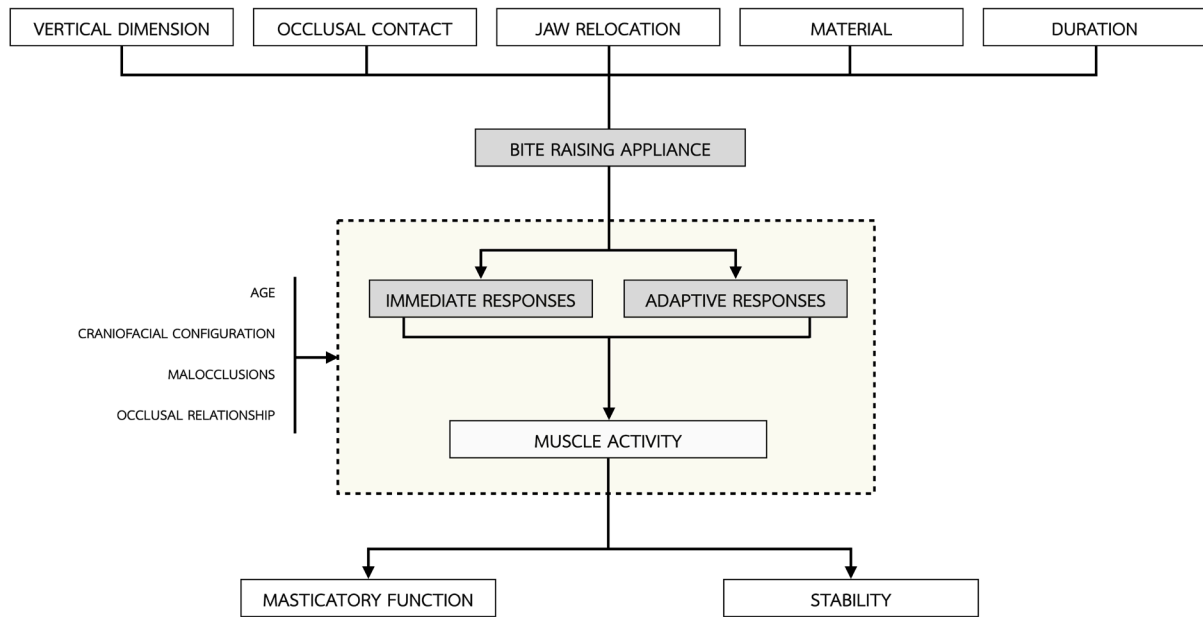 VERTICAL DIMENSION
OCCLUSAL CONTACT
JAW RELOCATION
MATERIAL
DURATION
BITE RAISING APPLIANCE
IMMEDIATE RESPONSES
ADAPTIVE RESPONSES
AGE
CRANIOFACIAL CONFIGURATION
MALOCCLUSIONS
OCCLUSAL RELATIONSHIP
MUSCLE ACTIVITY
MASTICATORY FUNCTION
STABILITY